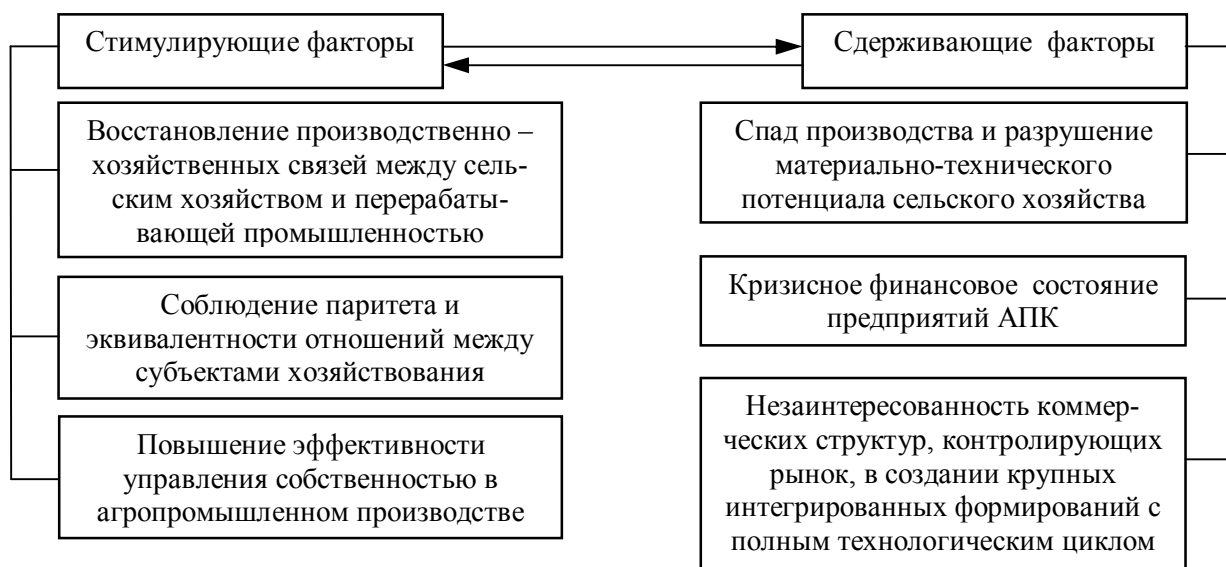 Стимулирующие факторы
Восстановление производственно –
хозяйственных связей между сель-
ским хозяйством и перерабаты-
вающей промышленностью
Соблюдение паритета и
эквивалентности отношений между
субъектами хозяйствования
Повышение эффективности
управления собственностью в
агропромышленном производстве
Сдерживающие факторы
Спад производства и разрушение
материально-технического
потенциала сельского хозяйства
Кризисное финансовое состояние
предприятий АПК
Незаинтересованность коммер-
ческих структур, контролирующих
рынок, в создании крупных
интегрированных формирований с
полным технологическим циклом